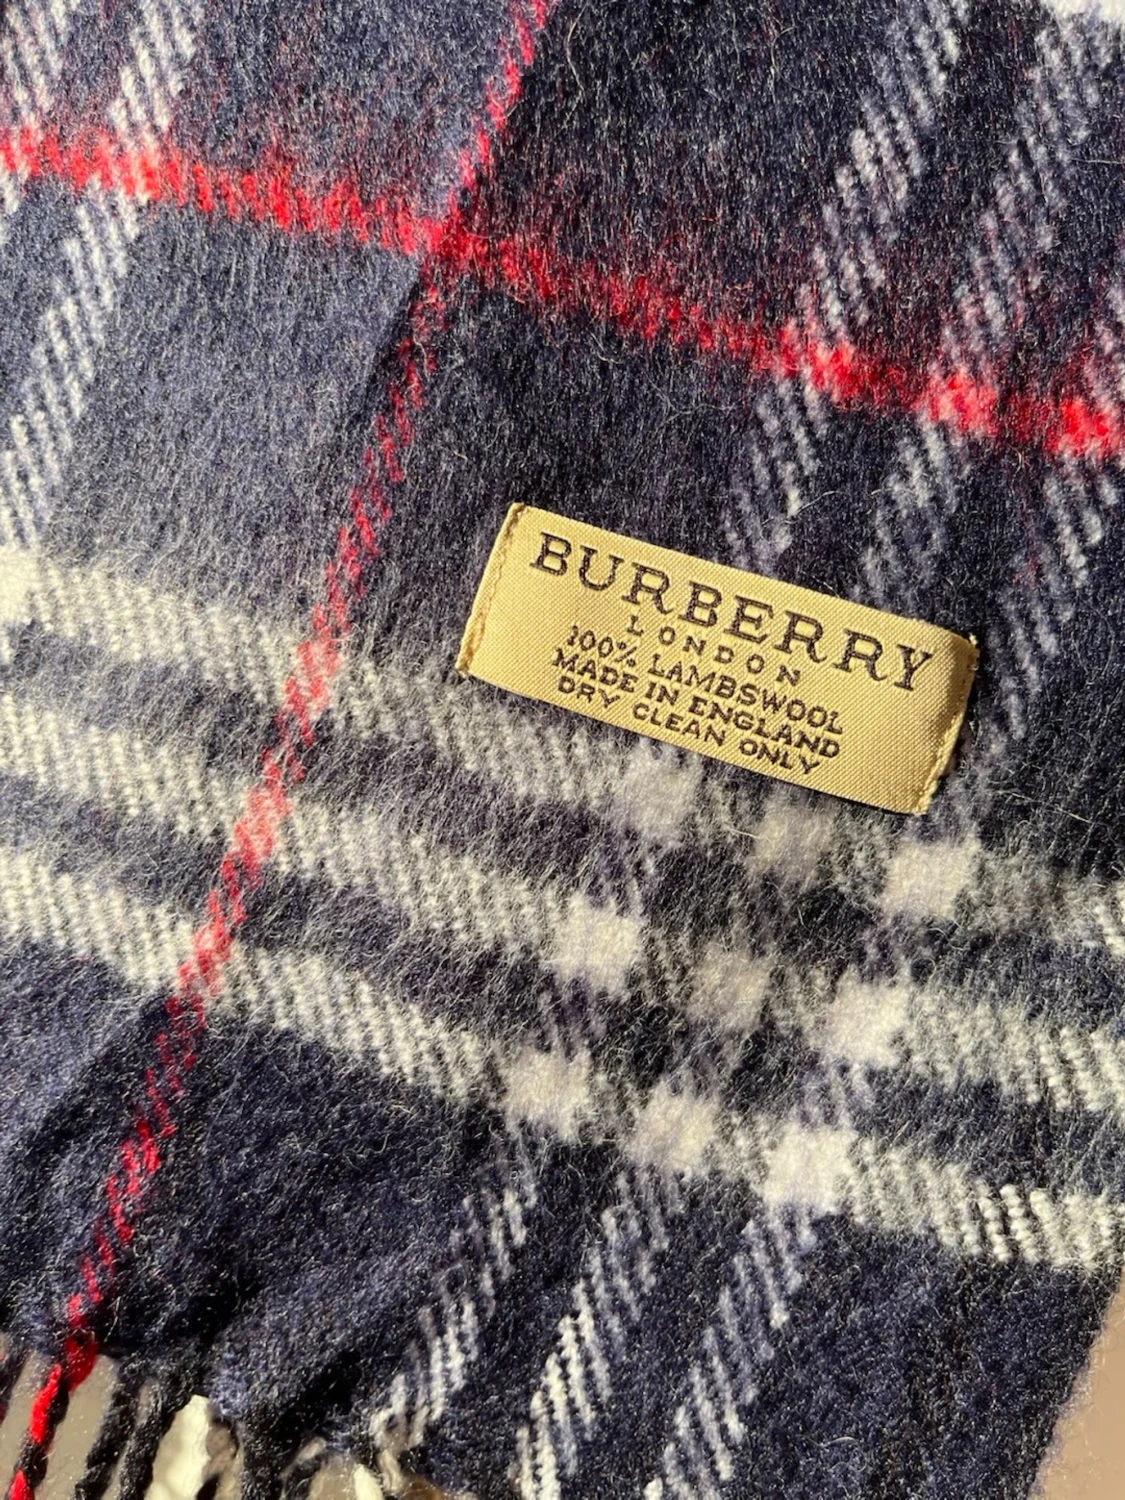 BURBERRY
LONDON
100% LAMBSWOOL
MADE IN ENGLAND
DRY CLEAN ONLY